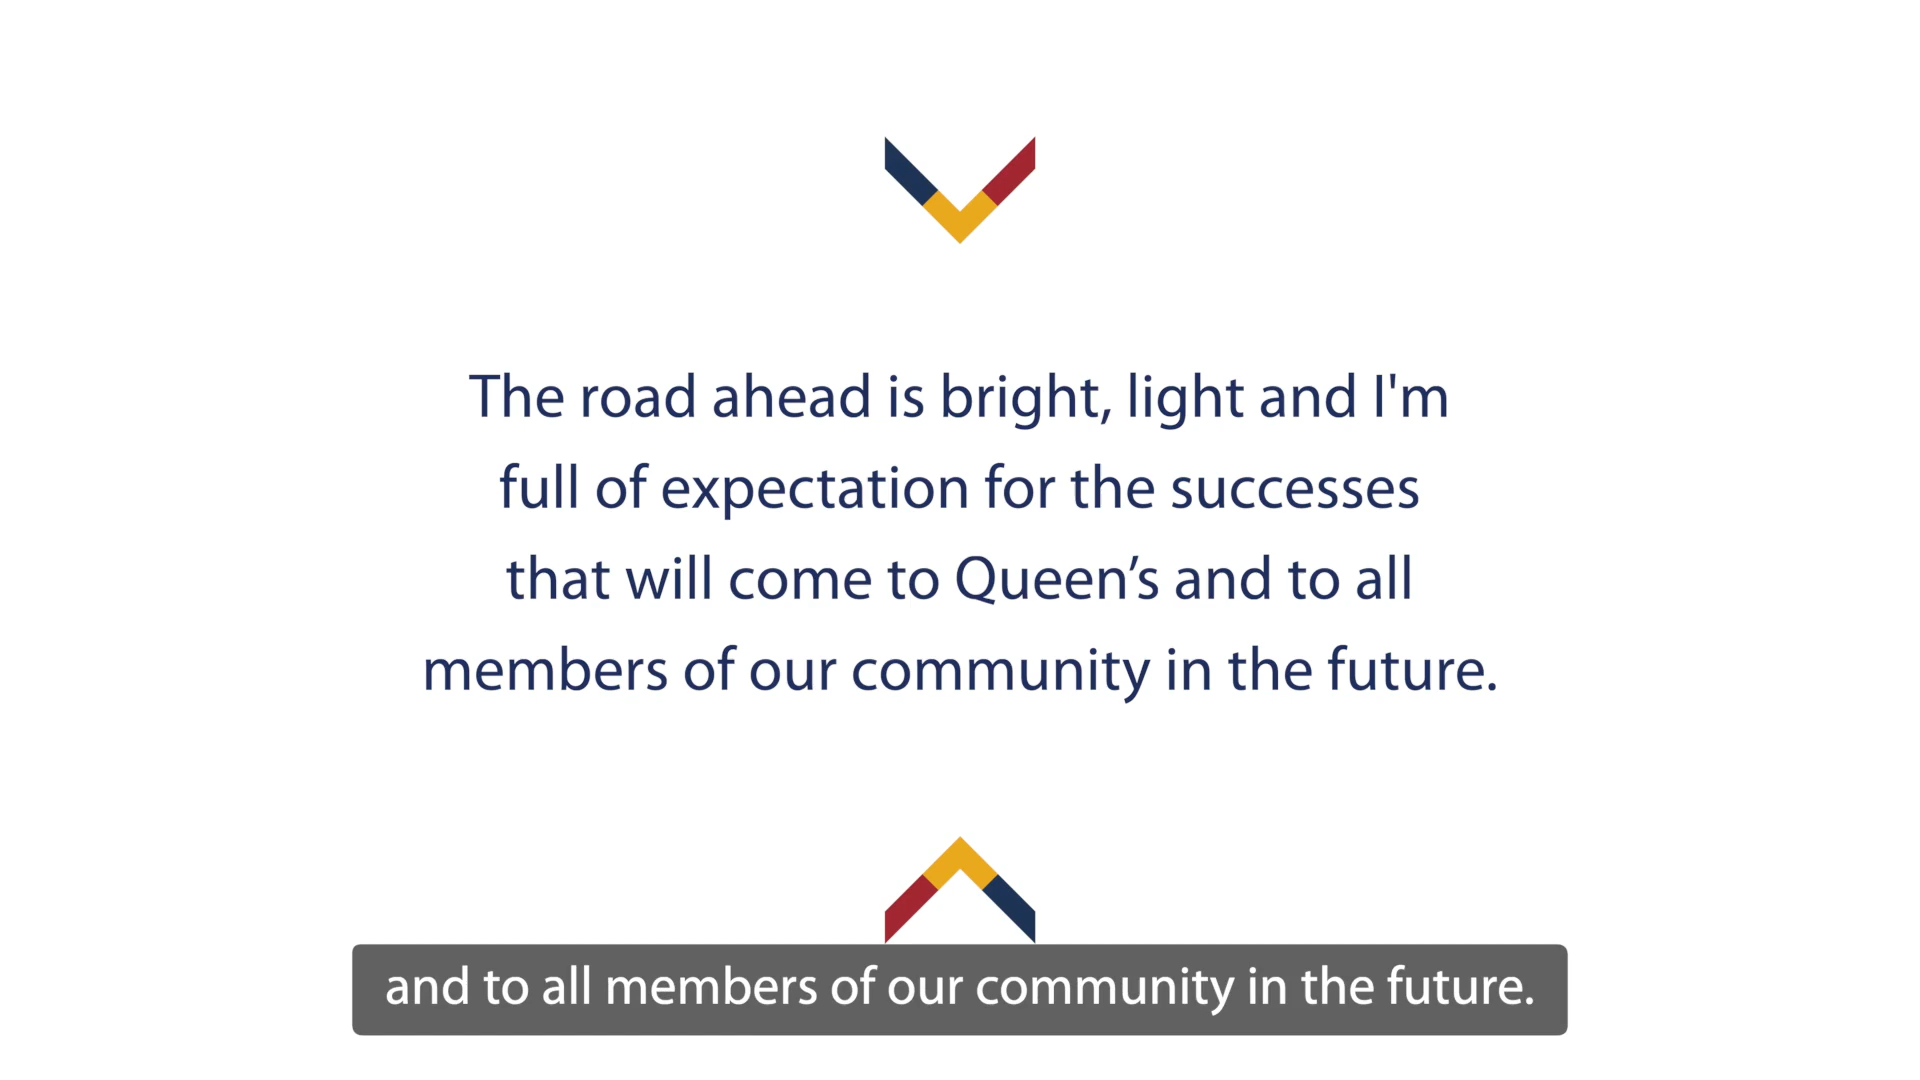 The road ahead is bright, light and I'm
full of expectation for the successes
that will come to Queen’s and to all
members of our community in the future.
and to all members of our community in the future.